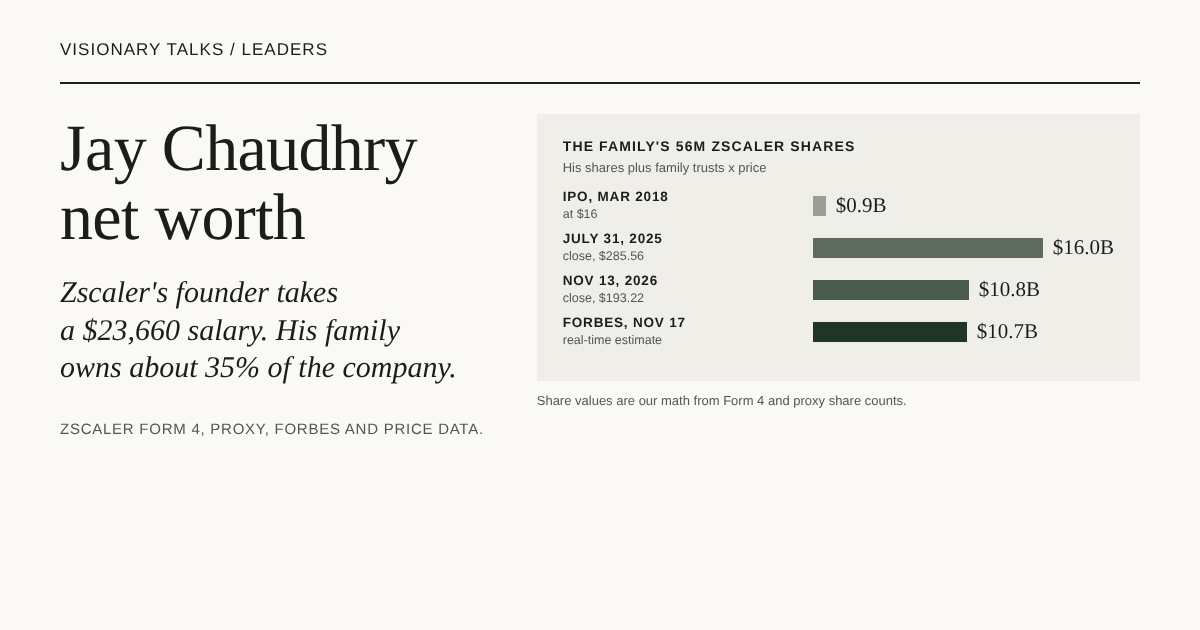 VISIONARY TALKS / LEADERS
Jay Chaudhry
net worth
Zscaler's founder takes
a $23,660 salary. His family
owns about 35% of the company.
ZSCALER FORM 4, PROXY, FORBES AND PRICE DATA.
THE FAMILY'S 56M ZSCALER SHARES
His shares plus family trusts x price
IPO, MAR 2018
at $16
$0.9B
JULY 31, 2025
close, $285.56
$16.0B
NOV 13, 2026
close, $193.22
$10.8B
FORBES, NOV 17
real-time estimate
$10.7B
Share values are our math from Form 4 and proxy share counts.